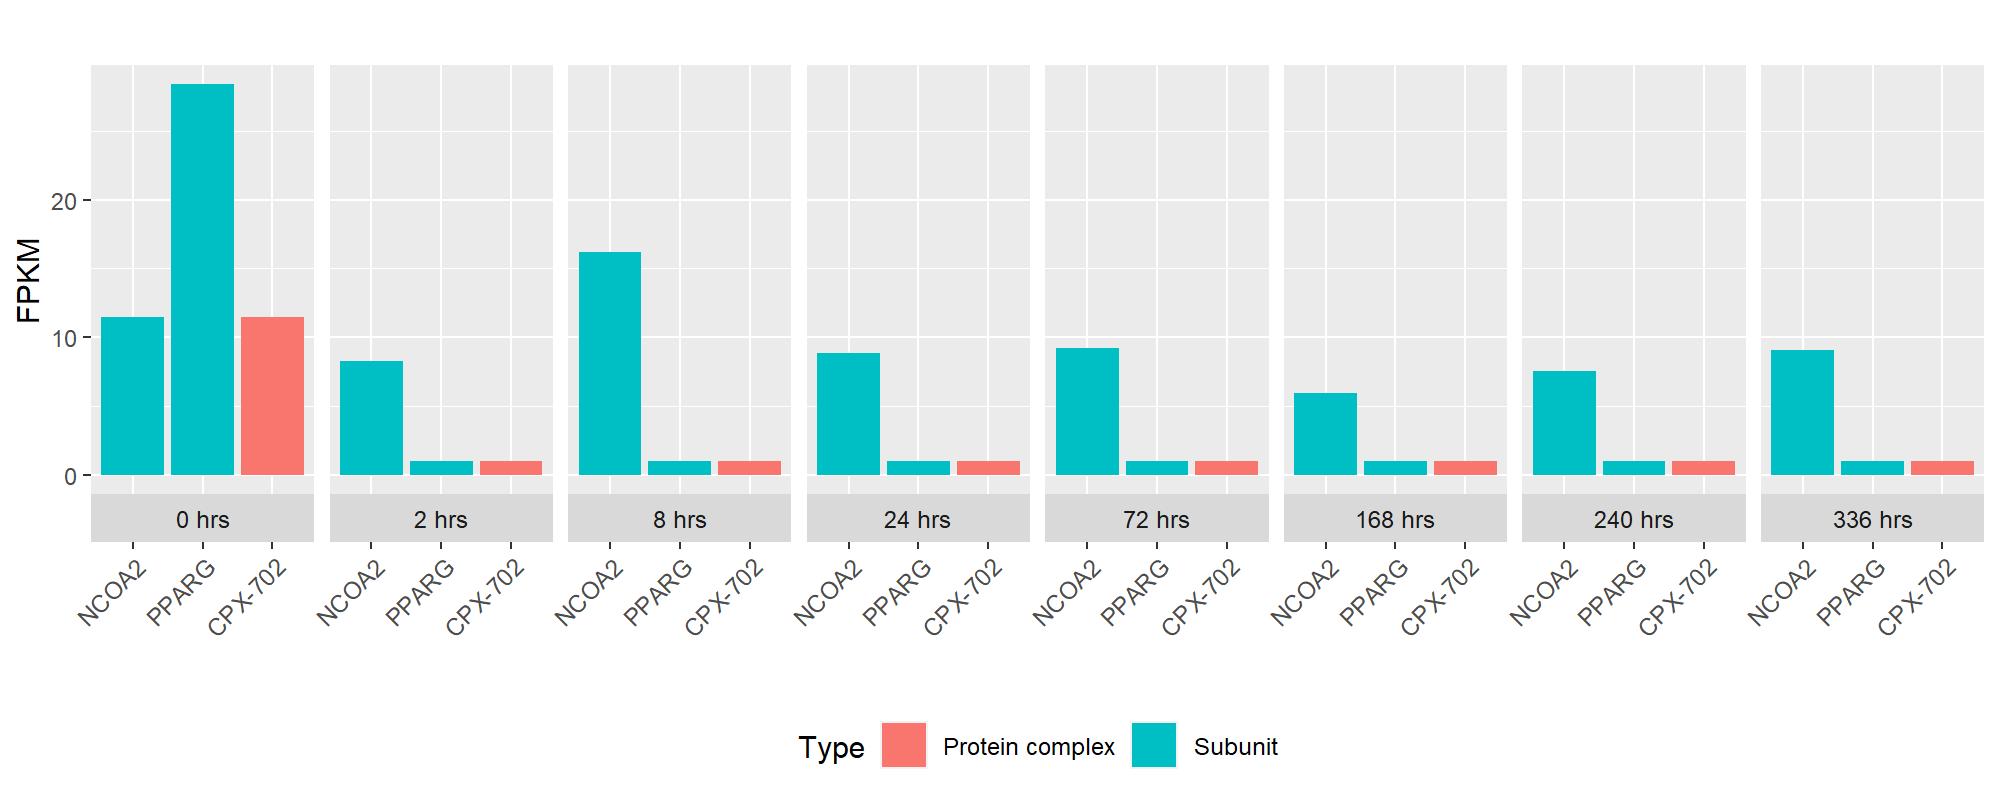 FPKM
20
10
0
0 hrs
2 hrs
8 hrs
24 hrs
72 hrs
168 hrs
240 hrs
336 hrs
NCOA2
PPARG
CPX-702
NCOA2
PPARG
CPX-702
NCOA2
PPARG
CPX-702
NCOA2
PPARG
CPX-702
NCOA2
PPARG
CPX-702
NCOA2
PPARG
CPX-702
NCOA2
PPARG
CPX-702
NCOA2
PPARG
CPX-702
Type
Protein complex
Subunit